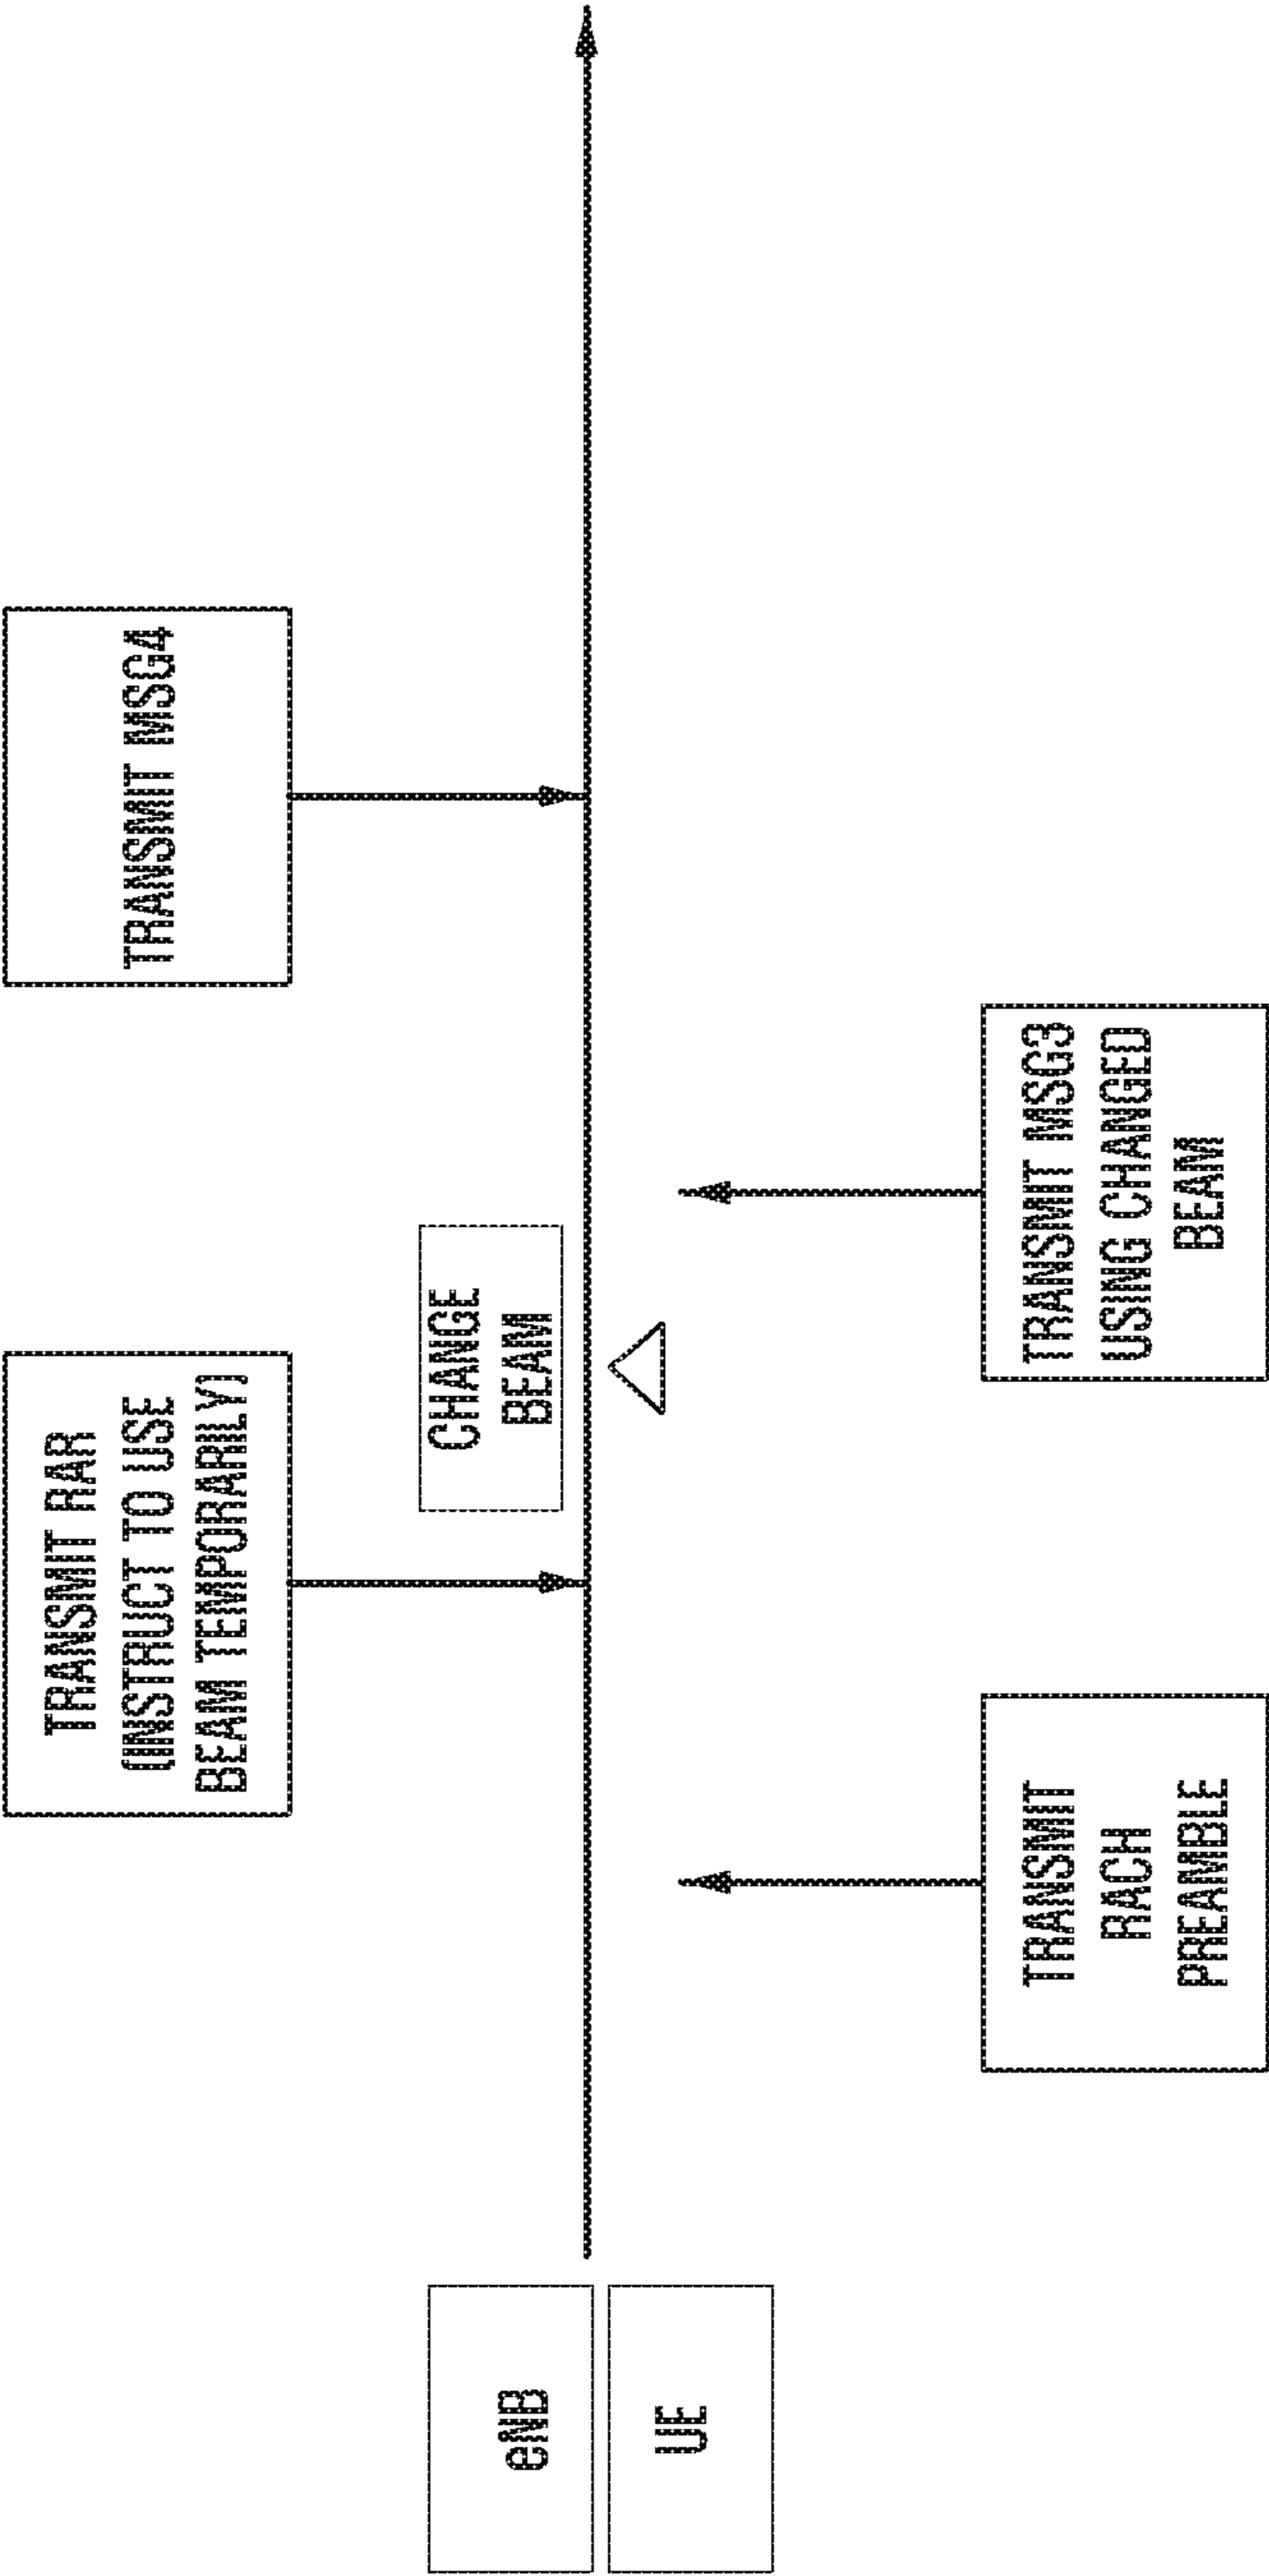 TRANSMIT RAR
(INSTRUCT TO USE
BEAM TEMPORARILY)
TRANSMIT MSG4
CHANGE
BEAM
eNB
UE
TRANSMIT
RACH
PREAMBLE
TRANSMIT MSG3
USING CHANGED
BEAM